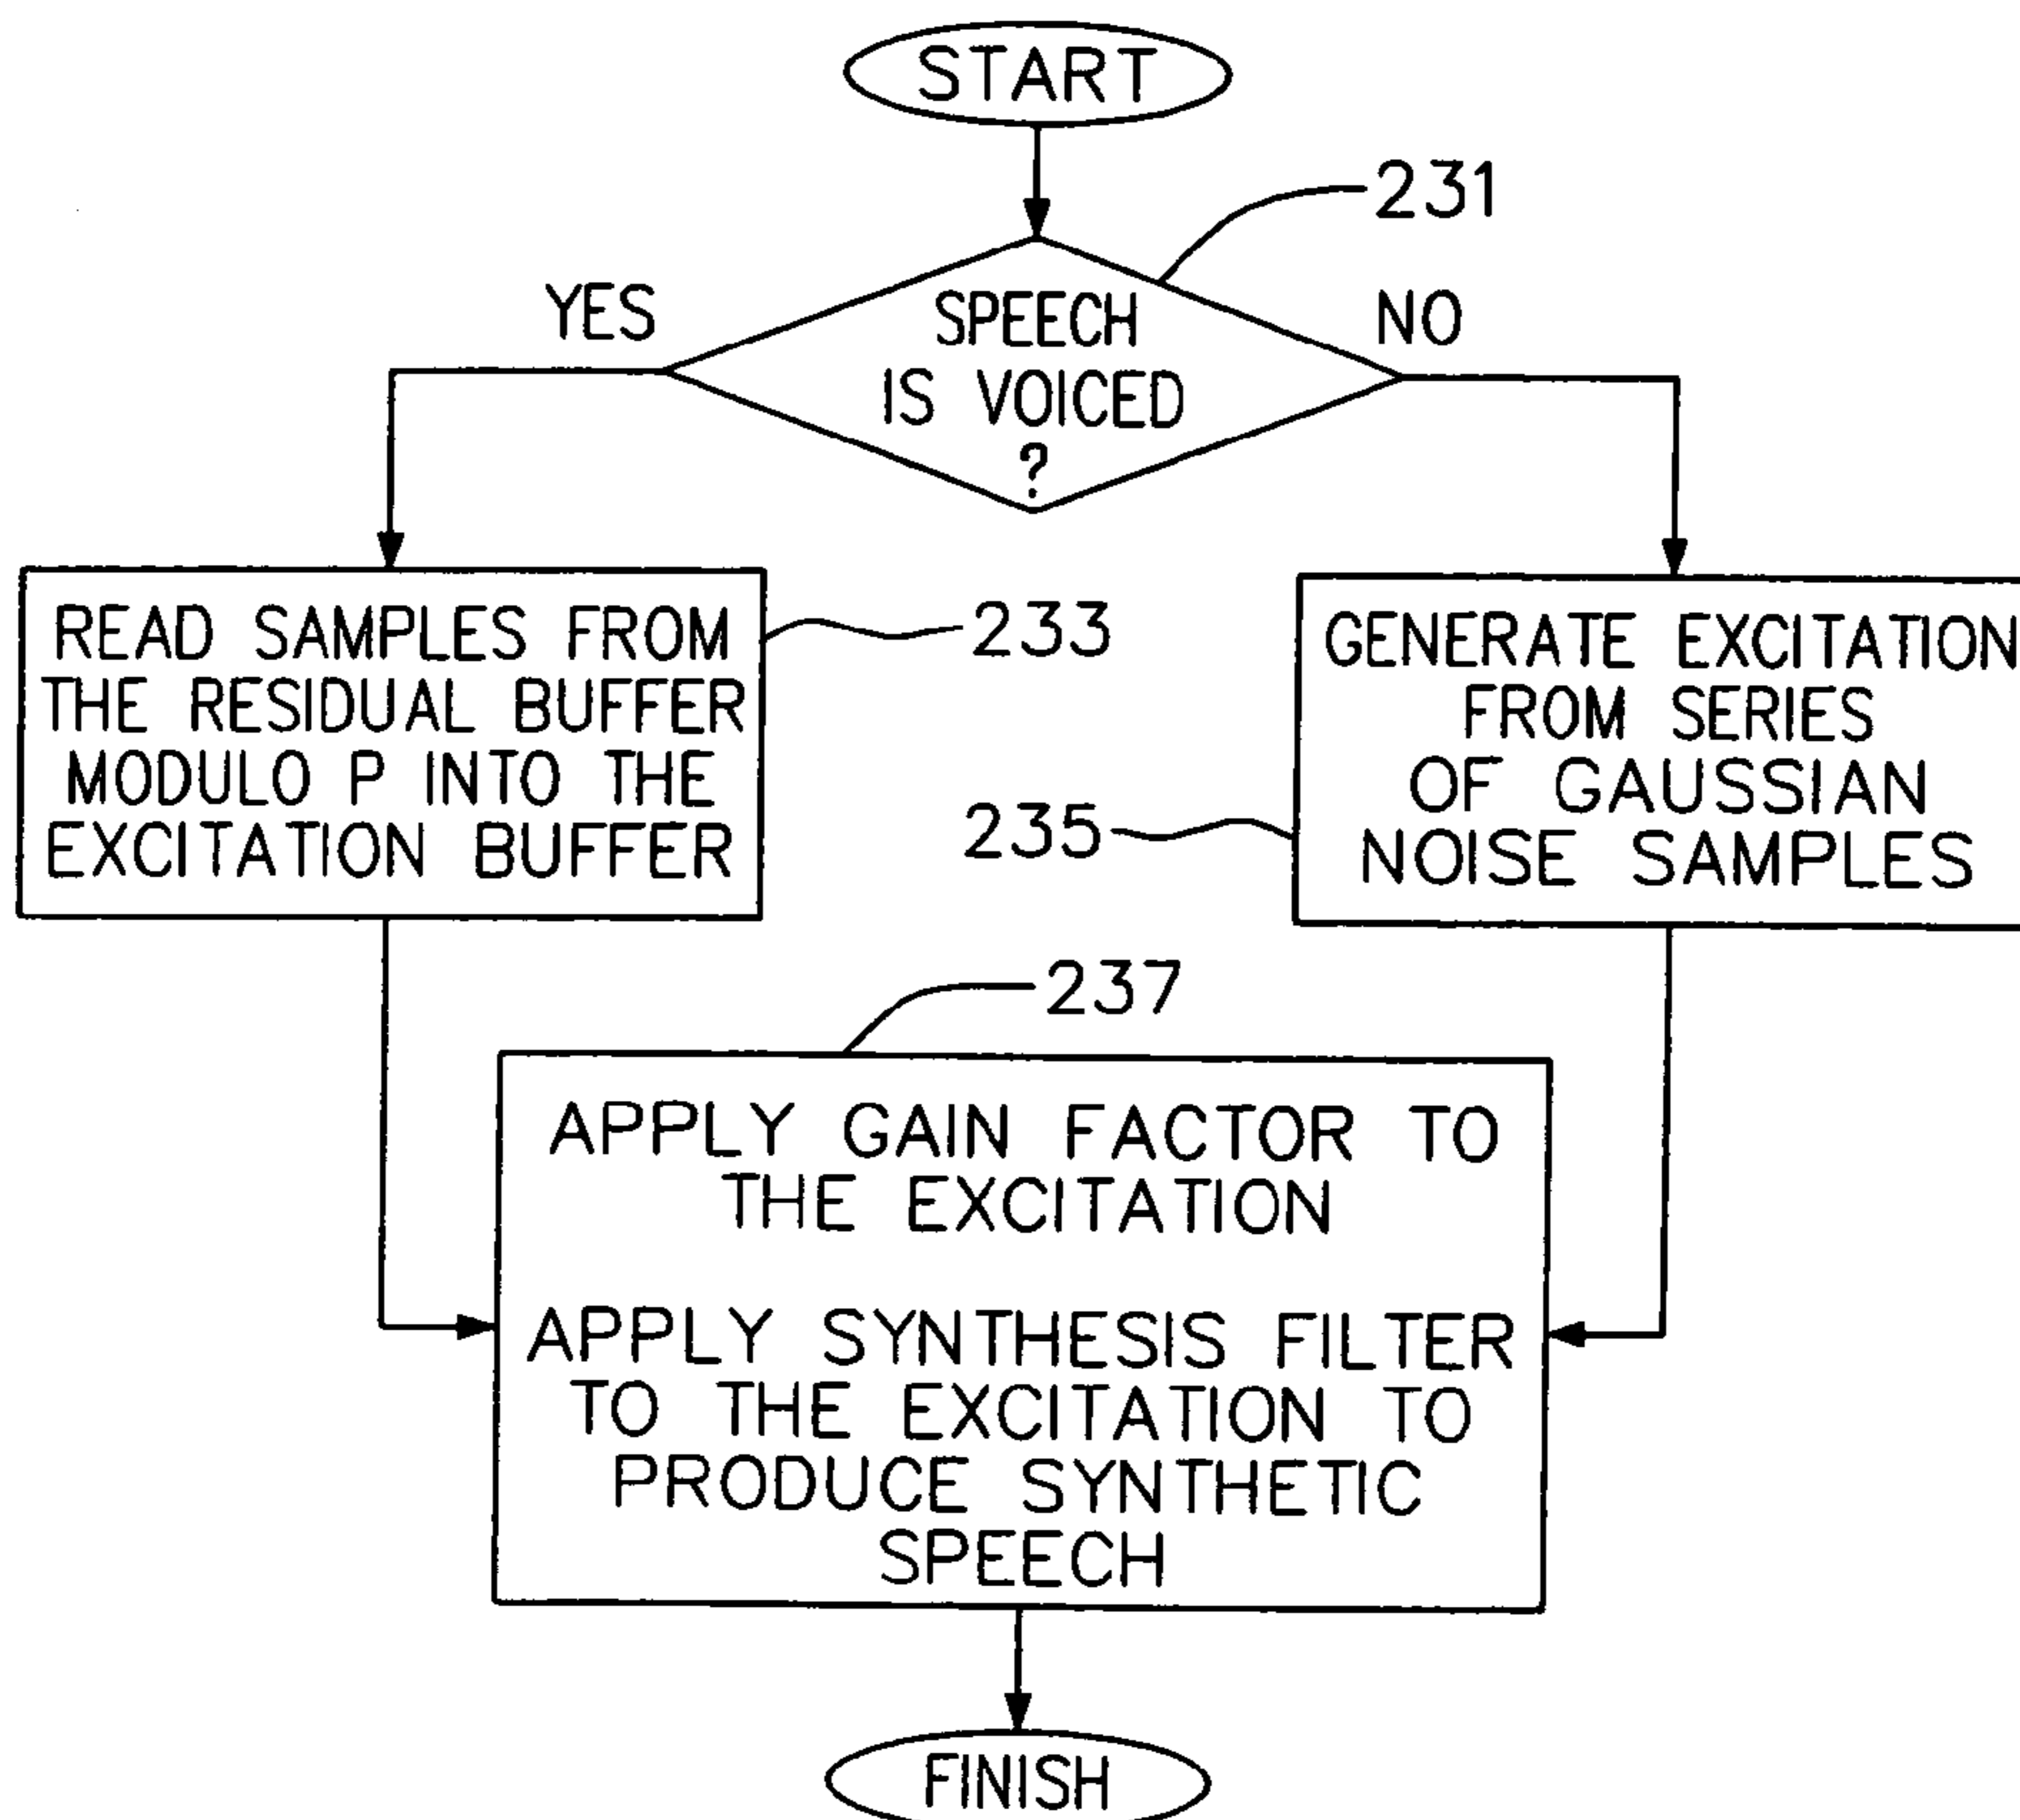 START
231
YES
NO
SPEECH
IS VOICED
?
READ SAMPLES FROM
THE RESIDUAL BUFFER
MODULO P INTO THE
EXCITATION BUFFER
233
GENERATE EXCITATION
FROM SERIES
OF GAUSSIAN
NOISE SAMPLES
235
237
APPLY GAIN FACTOR TO
THE EXCITATION
APPLY SYNTHESIS FILTER
TO THE EXCITATION TO
PRODUCE SYNTHETIC
SPEECH
FINISH